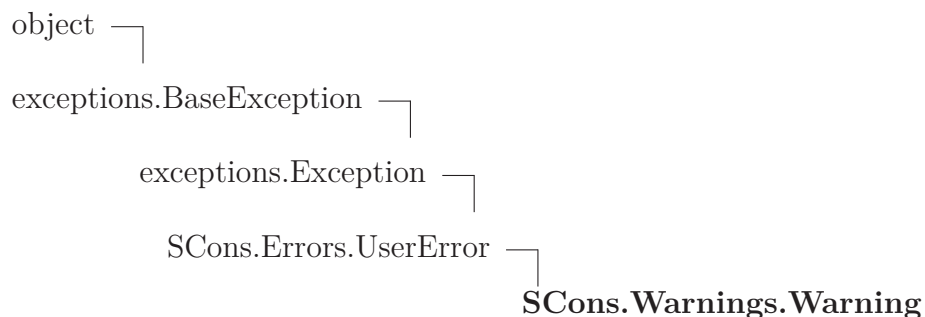 object
exceptions.BaseException
exceptions.Exception
SCons.Errors.UserError
SCons.Warnings.Warning